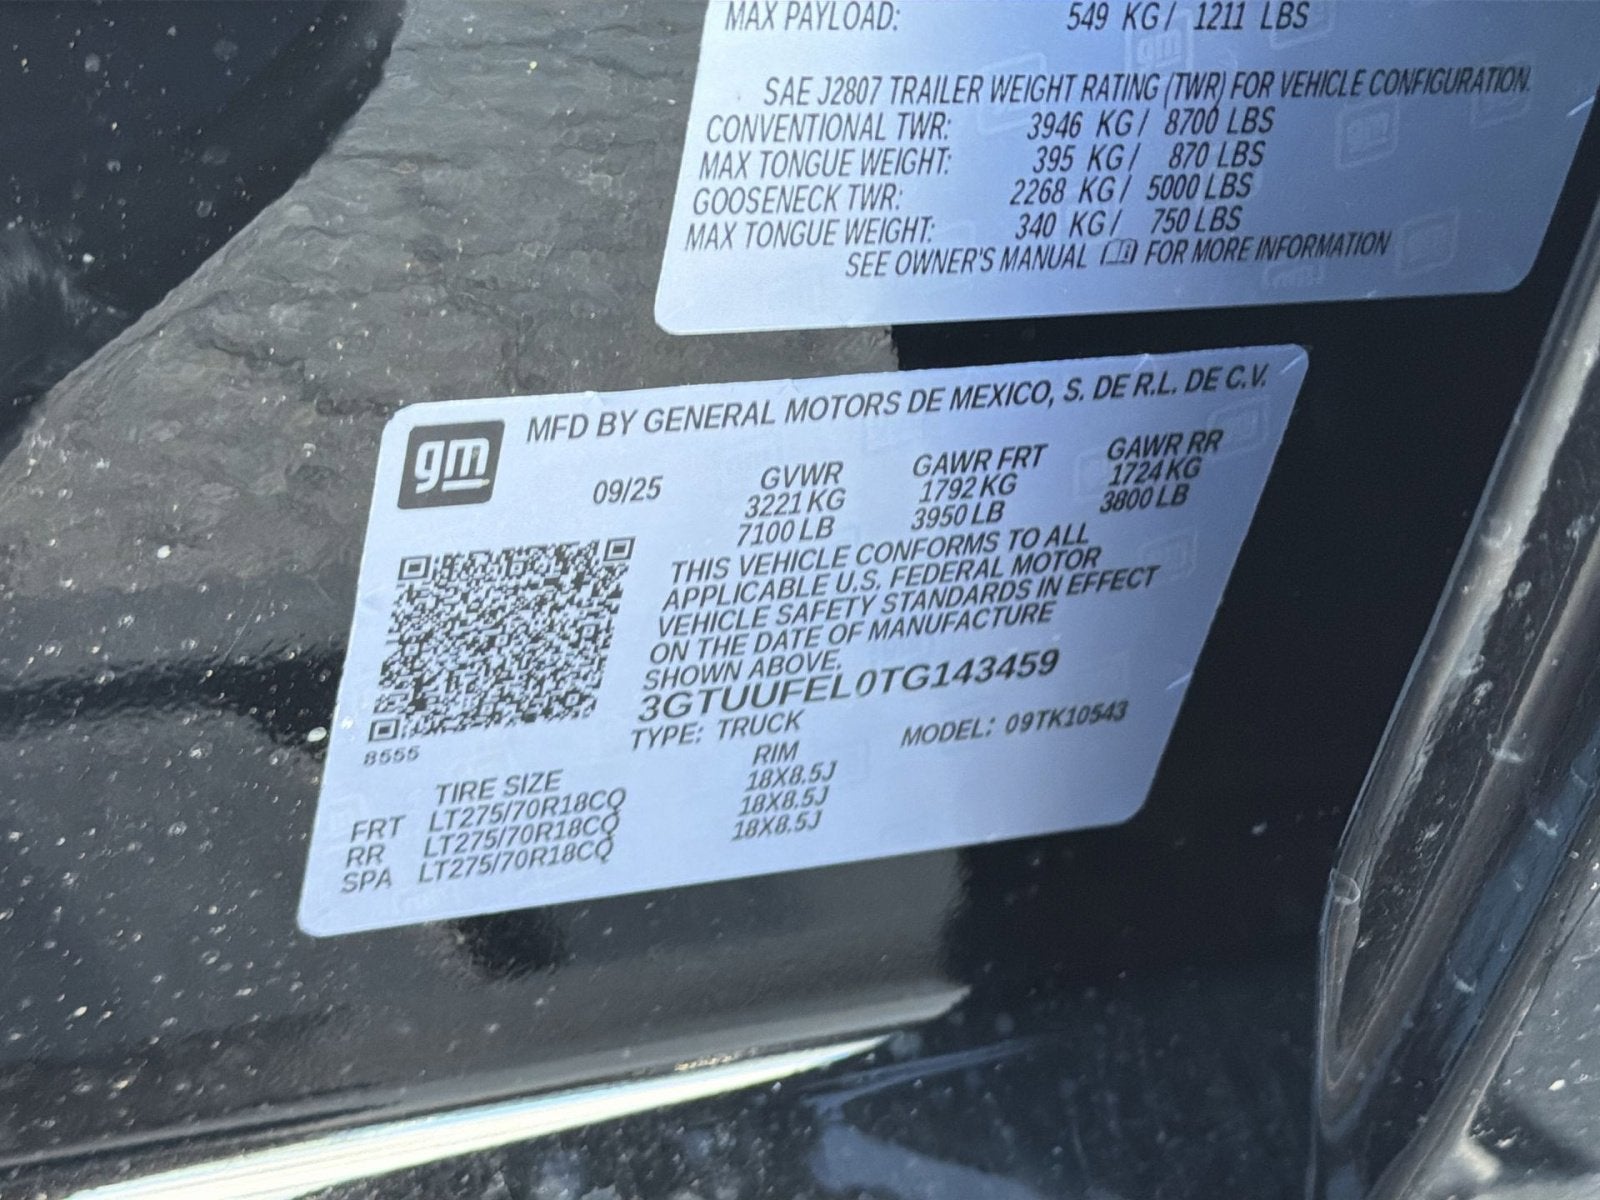 MAX PAYLOAD: 549 KG / 1211 LBS
SAE J2807 TRAILER WEIGHT RATING (TWR) FOR VEHICLE CONFIGURATION.
CONVENTIONAL TWR: 3946 KG / 8700 LBS
MAX TONGUE WEIGHT: 395 KG / 870 LBS
GOOSENECK TWR: 2268 KG / 5000 LBS
MAX TONGUE WEIGHT: 340 KG / 750 LBS
SEE OWNER'S MANUAL FOR MORE INFORMATION
gm
MFD BY GENERAL MOTORS DE MEXICO, S. DE R.L. DE C.V.
09/25 GVWR GAWR FRT GAWR RR
3221 KG 1792 KG 1724 KG
7100 LB 3950 LB 3800 LB
THIS VEHICLE CONFORMS TO ALL
APPLICABLE U.S. FEDERAL MOTOR
VEHICLE SAFETY STANDARDS IN EFFECT
ON THE DATE OF MANUFACTURE
SHOWN ABOVE.
3GTUUFEL0TG143459
TYPE: TRUCK MODEL: 09TK10543
8555
TIRE SIZE RIM
FRT LT275/70R18CQ 18X8.5J
RR LT275/70R18CQ 18X8.5J
SPA LT275/70R18CQ 18X8.5J